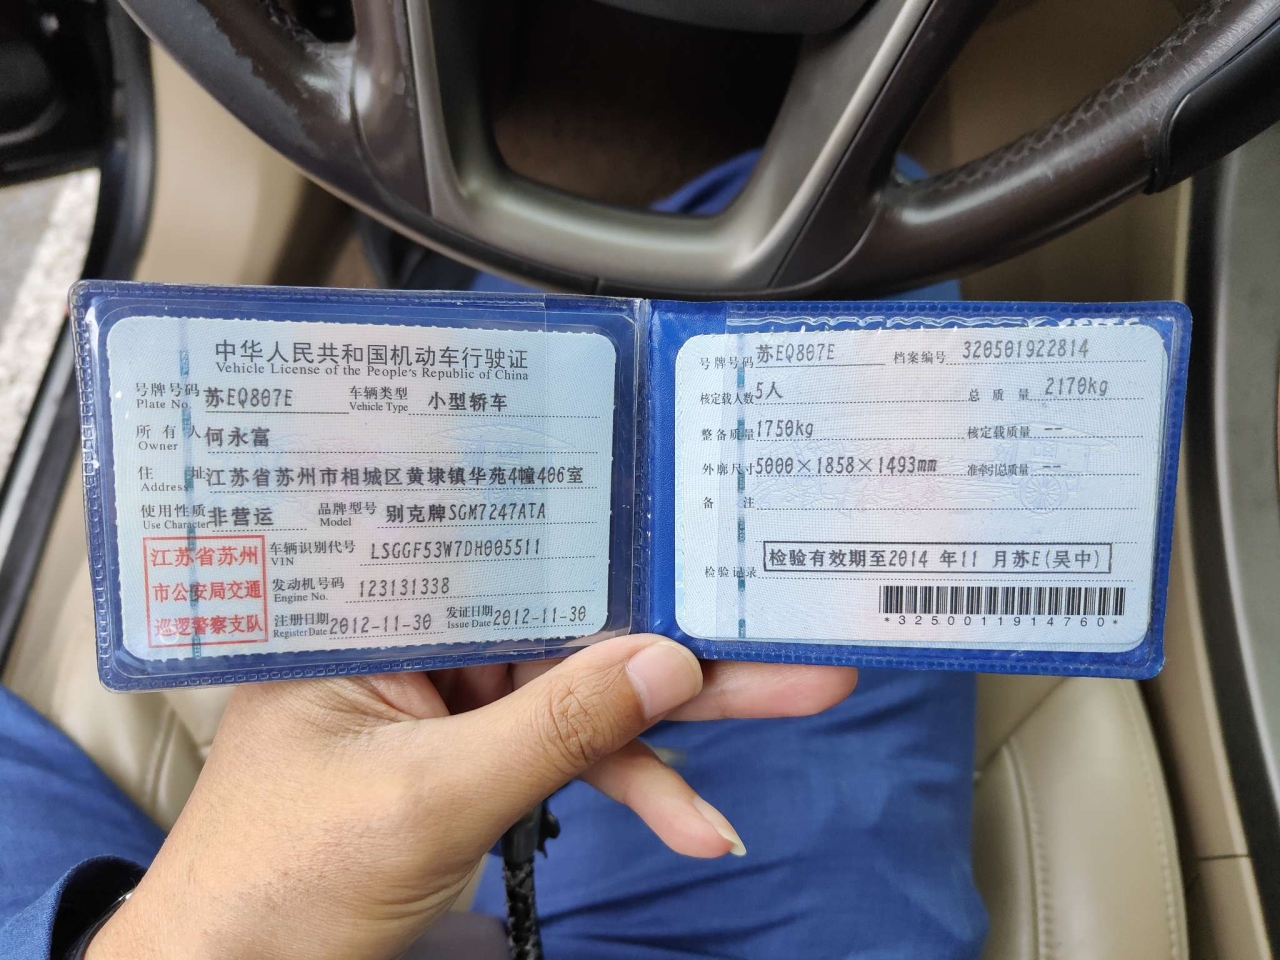 中华人民共和国机动车行驶证
Vehicle License of the People's Republic of China
号牌号码 苏EQ807E 车辆类型 小型轿车
Plate No. Vehicle Type
所有人 何永富
Owner
住址 江苏省苏州市相城区黄埭镇华苑4幢406室
Address
使用性质 非营运 品牌型号 别克牌SGM7247ATA
Use Character Model
江苏省苏州
市公安局交通
巡逻警察支队
车辆识别代号 LSGGF53W7DH005511
VIN
发动机号码 123131338
Engine No.
注册日期 2012-11-30 发证日期 2012-11-30
Register Date Issue Date
号牌号码 苏EQ807E 档案编号 320501922814
核定载人数 5人 总质量 2170kg
整备质量 1750kg 核定载质量 --
外廓尺寸 5000×1858×1493mm 准牵引总质量 --
备注
检验记录 检验有效期至2014 年11 月苏E(吴中)
*3250011914760*